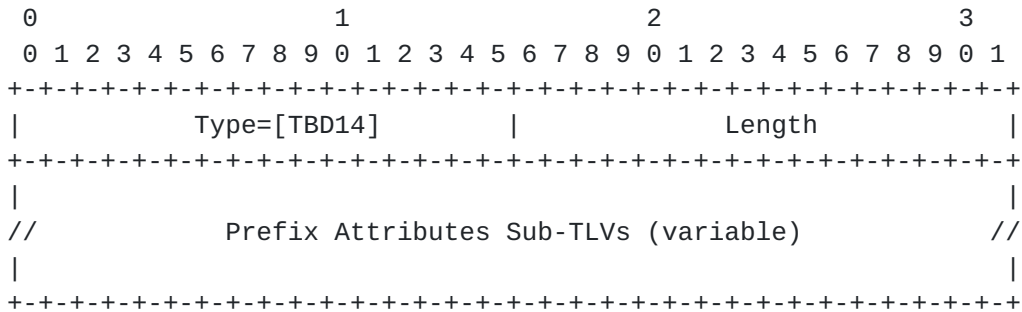 0                   1                   2                   3
 0 1 2 3 4 5 6 7 8 9 0 1 2 3 4 5 6 7 8 9 0 1 2 3 4 5 6 7 8 9 0 1
+-+-+-+-+-+-+-+-+-+-+-+-+-+-+-+-+-+-+-+-+-+-+-+-+-+-+-+-+-+-+-+-+
|           Type=[TBD14]        |             Length            |
+-+-+-+-+-+-+-+-+-+-+-+-+-+-+-+-+-+-+-+-+-+-+-+-+-+-+-+-+-+-+-+-+
|                                                               |
//            Prefix Attributes Sub-TLVs (variable)            //
|                                                               |
+-+-+-+-+-+-+-+-+-+-+-+-+-+-+-+-+-+-+-+-+-+-+-+-+-+-+-+-+-+-+-+-+